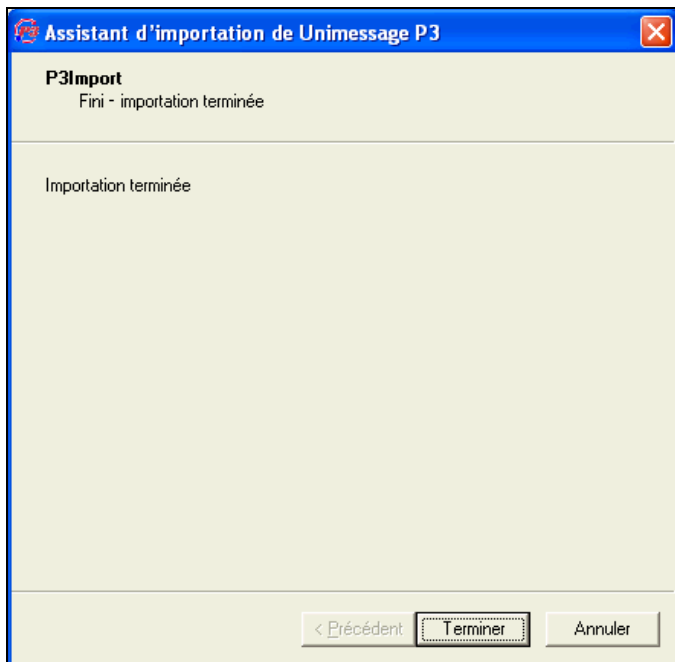 Assistant d'importation de Unimessage P3
P3Import
Fini - importation terminée
Importation terminée
< Précédent Terminer Annuler